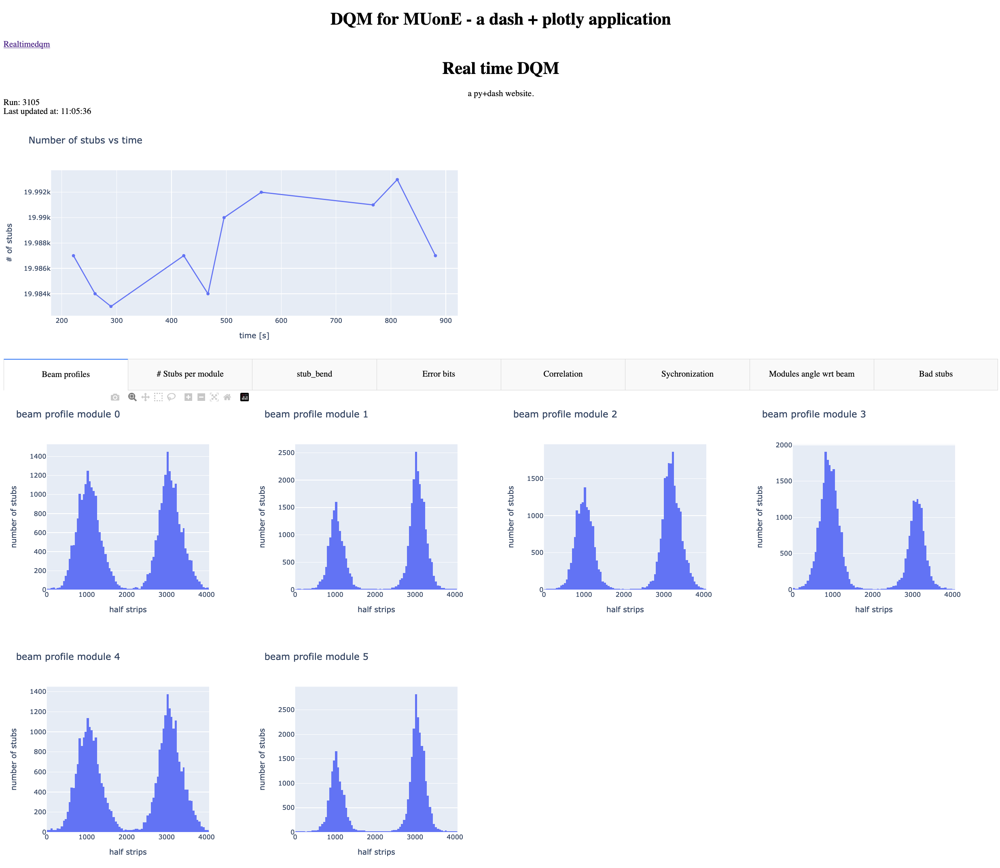 DQM for MUonE - a dash + plotly application
Realtimedqm
Real time DQM
a py+dash website.
Run: 3105
Last updated at: 11:05:36
Number of stubs vs time
19.992k
19.99k
19.988k
19.986k
19.984k
# of stubs
200 300 400 500 600 700 800 900
time [s]
Beam profiles # Stubs per module stub_bend Error bits Correlation Sychronization Modules angle wrt beam Bad stubs
beam profile module 0
1400
1200
1000
800
600
400
200
0
number of stubs
0 1000 2000 3000 4000
half strips
beam profile module 1
2500
2000
1500
1000
500
0
number of stubs
0 1000 2000 3000 4000
half strips
beam profile module 2
1500
1000
500
0
number of stubs
0 1000 2000 3000 4000
half strips
beam profile module 3
2000
1500
1000
500
0
number of stubs
0 1000 2000 3000 4000
half strips
beam profile module 4
1400
1200
1000
800
600
400
200
0
number of stubs
0 1000 2000 3000 4000
half strips
beam profile module 5
2500
2000
1500
1000
500
0
number of stubs
0 1000 2000 3000 4000
half strips